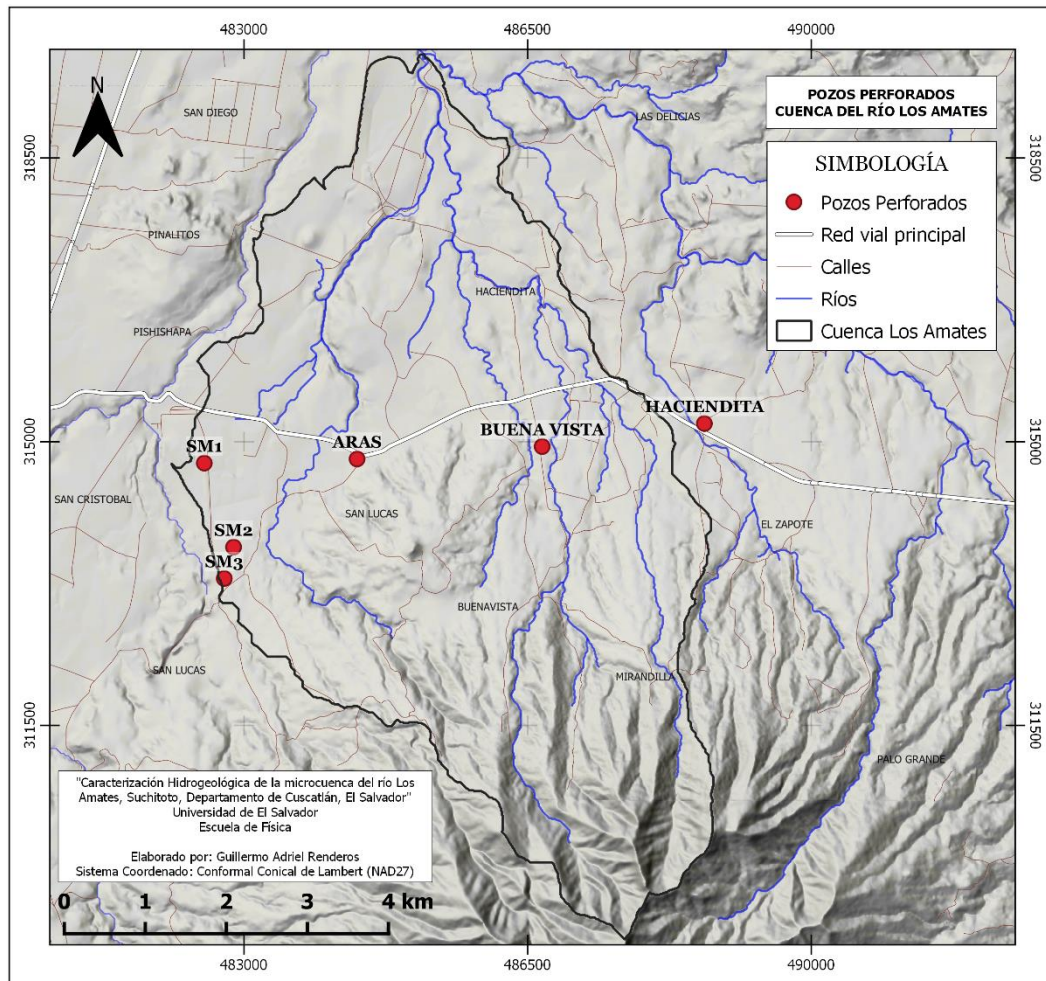 483000
486500
490000
N
SAN DIEGO
LAS DELICIAS
POZOS PERFORADOS
CUENCA DEL RÍO LOS AMATES
318500
318500
SIMBOLOGÍA
Pozos Perforados
Red vial principal
Calles
Ríos
Cuenca Los Amates
PINALITOS
HACIENDITA
PISHISHAPA
HACIENDITA
315000
315000
BUENA VISTA
ARAS
SM1
SAN CRISTOBAL
SAN LUCAS
EL ZAPOTE
SM2
SM3
BUENAVISTA
SAN LUCAS
MIRANDILLA
311500
311500
PALO GRANDE
"Caracterización Hidrogeológica de la microcuenca del río Los
Amates, Suchitoto, Departamento de Cuscatlán, El Salvador"
Universidad de El Salvador
Escuela de Física
Elaborado por: Guillermo Adriel Renderos
Sistema Coordenado: Conformal Conical de Lambert (NAD27)
0 1 2 3 4 km
483000
486500
490000